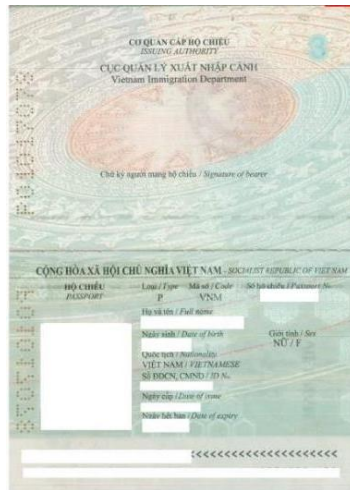 CƠ QUAN CẤP HỘ CHIẾU
ISSUING AUTHORITY
CỤC QUẢN LÝ XUẤT NHẬP CẢNH
Vietnam Immigration Department
3
Chữ ký người mang hộ chiếu / Signature of bearer
CỘNG HÒA XÃ HỘI CHỦ NGHĨA VIỆT NAM - SOCIALIST REPUBLIC OF VIET NAM
HỘ CHIẾU Loại / Type Mã số / Code Số hộ chiếu / Passport No
PASSPORT P VNM
Họ và tên / Full name
Ngày sinh / Date of birth Giới tính / Sex
NỮ / F
Quốc tịch / Nationality
VIỆT NAM / VIETNAMESE
Số ĐDCN, CMND / ID No
Ngày cấp / Date of issue
Ngày hết hạn / Date of expiry
<<<<<<<<<<<<<<<<<<<<<<